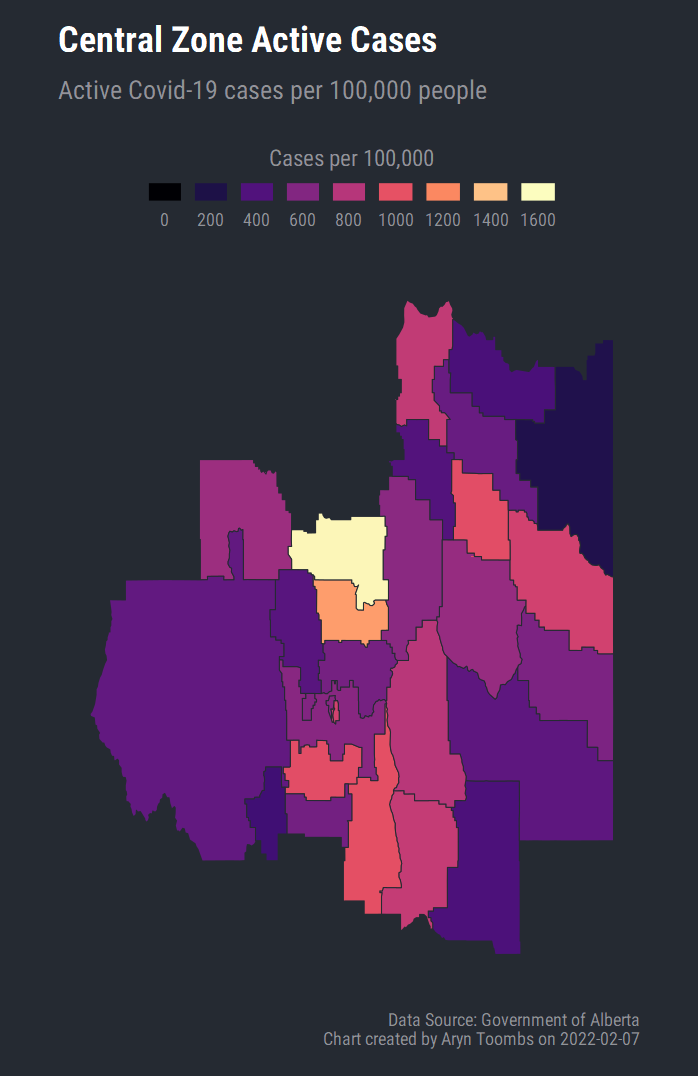 Central Zone Active Cases
Active Covid-19 cases per 100,000 people
Cases per 100,000
0 200 400 600 800 1000 1200 1400 1600
Data Source: Government of Alberta
Chart created by Aryn Toombs on 2022-02-07